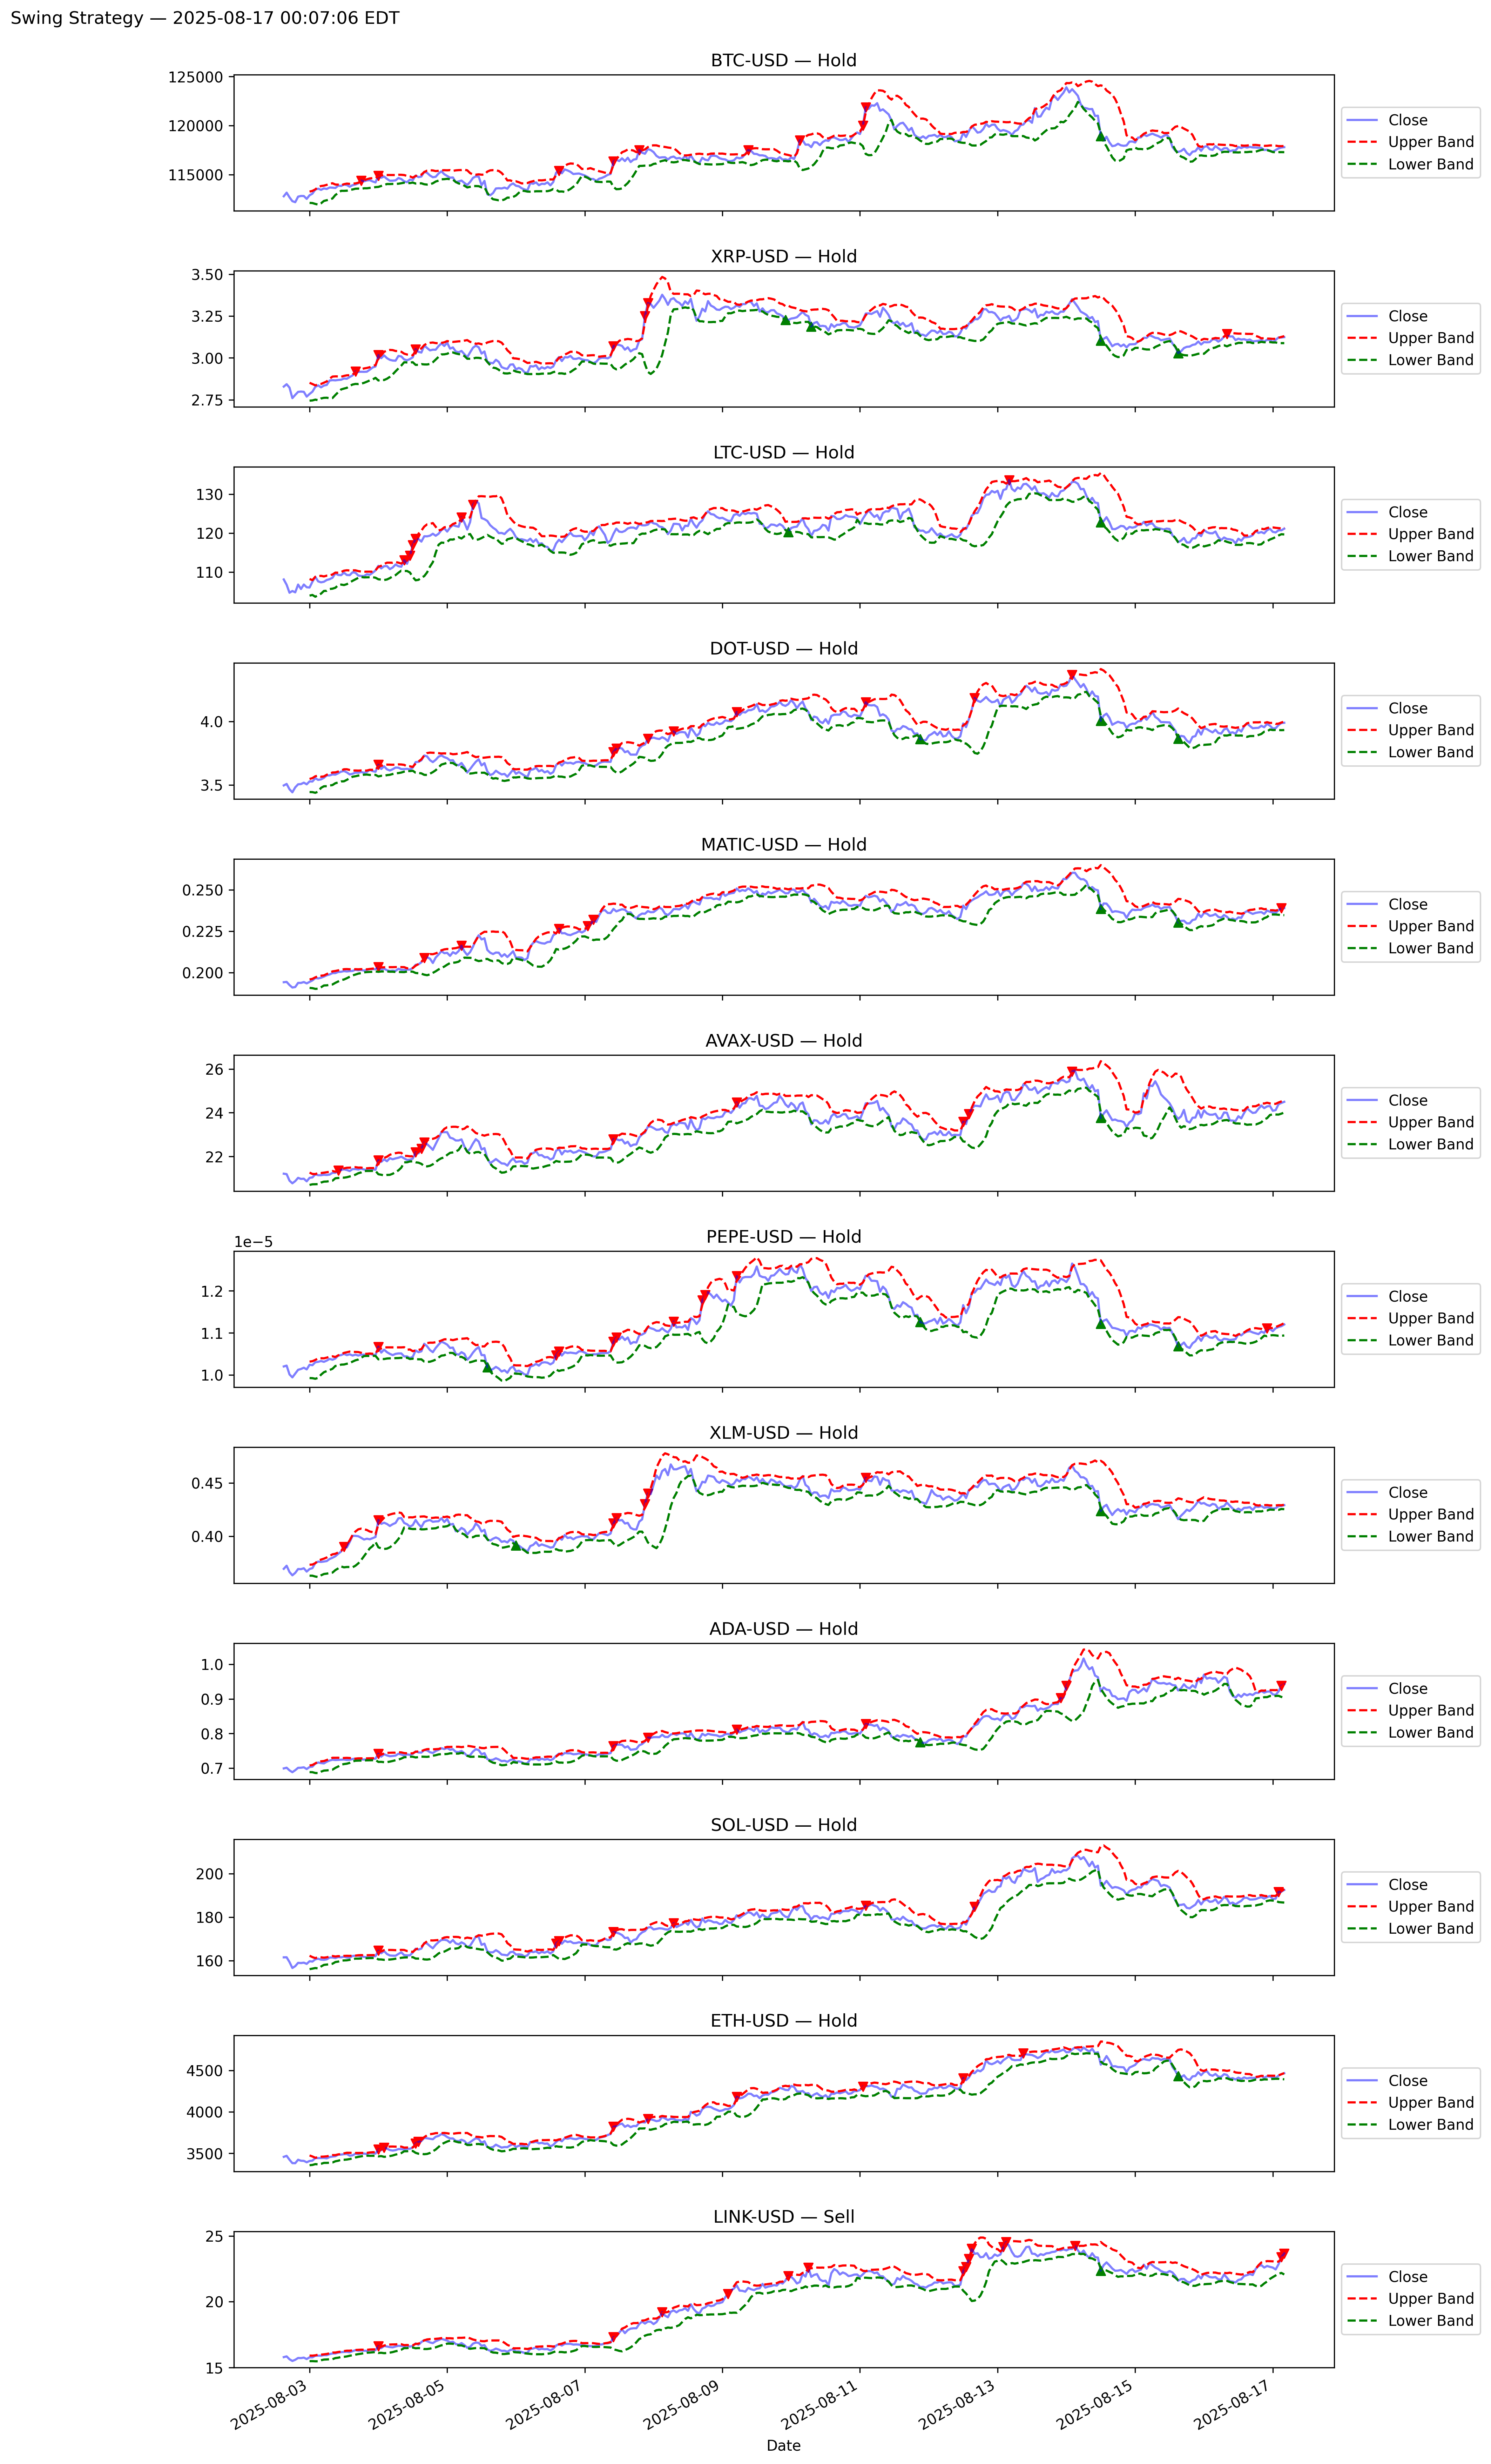 Swing Strategy — 2025-08-17 00:07:06 EDT
BTC-USD — Hold
125000
120000
115000
Close
Upper Band
Lower Band
XRP-USD — Hold
3.50
3.25
3.00
2.75
Close
Upper Band
Lower Band
LTC-USD — Hold
130
120
110
Close
Upper Band
Lower Band
DOT-USD — Hold
4.0
3.5
Close
Upper Band
Lower Band
MATIC-USD — Hold
0.250
0.225
0.200
Close
Upper Band
Lower Band
AVAX-USD — Hold
26
24
22
Close
Upper Band
Lower Band
PEPE-USD — Hold
1e−5
1.2
1.1
1.0
Close
Upper Band
Lower Band
XLM-USD — Hold
0.45
0.40
Close
Upper Band
Lower Band
ADA-USD — Hold
1.0
0.9
0.8
0.7
Close
Upper Band
Lower Band
SOL-USD — Hold
200
180
160
Close
Upper Band
Lower Band
ETH-USD — Hold
4500
4000
3500
Close
Upper Band
Lower Band
LINK-USD — Sell
25
20
15
Close
Upper Band
Lower Band
2025-08-03
2025-08-05
2025-08-07
2025-08-09
2025-08-11
2025-08-13
2025-08-15
2025-08-17
Date